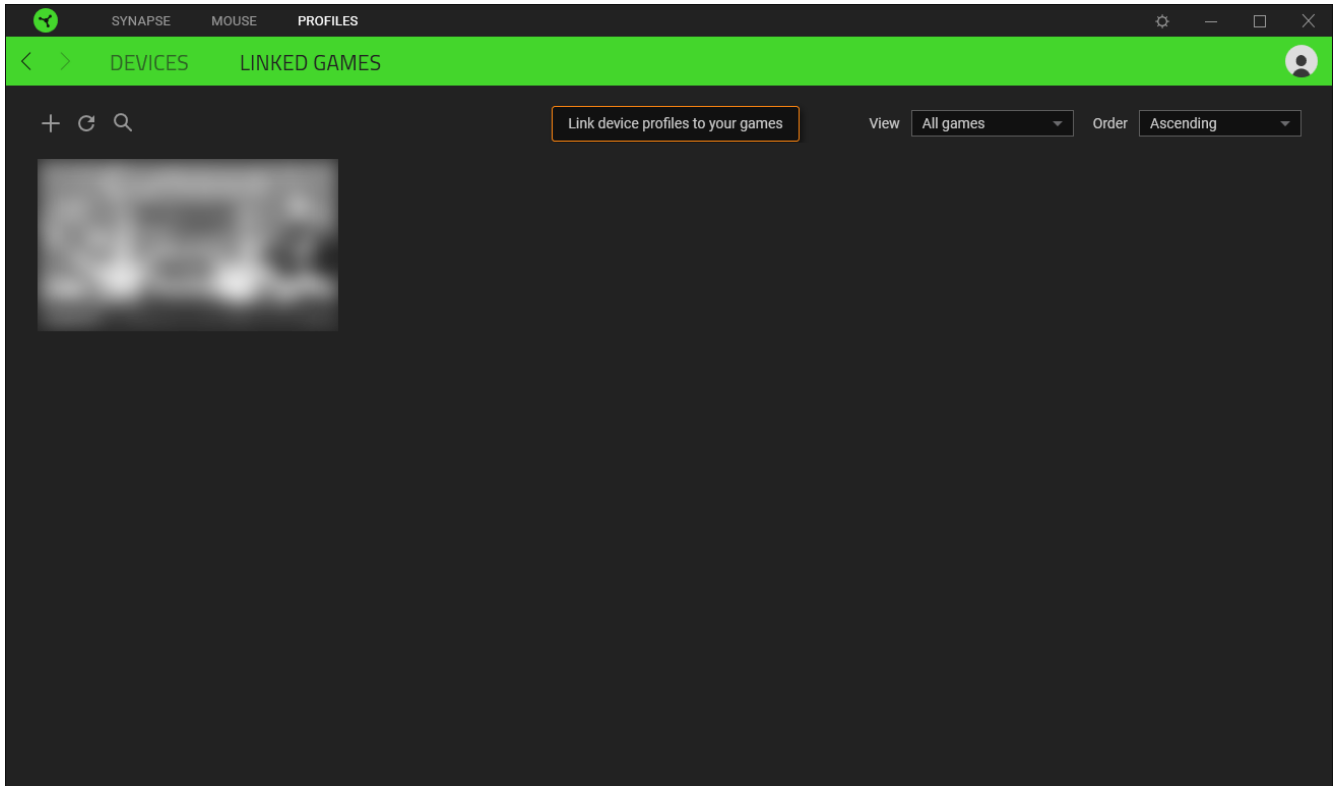 SYNAPSE MOUSE PROFILES
DEVICES LINKED GAMES
Link device profiles to your games View All games Order Ascending